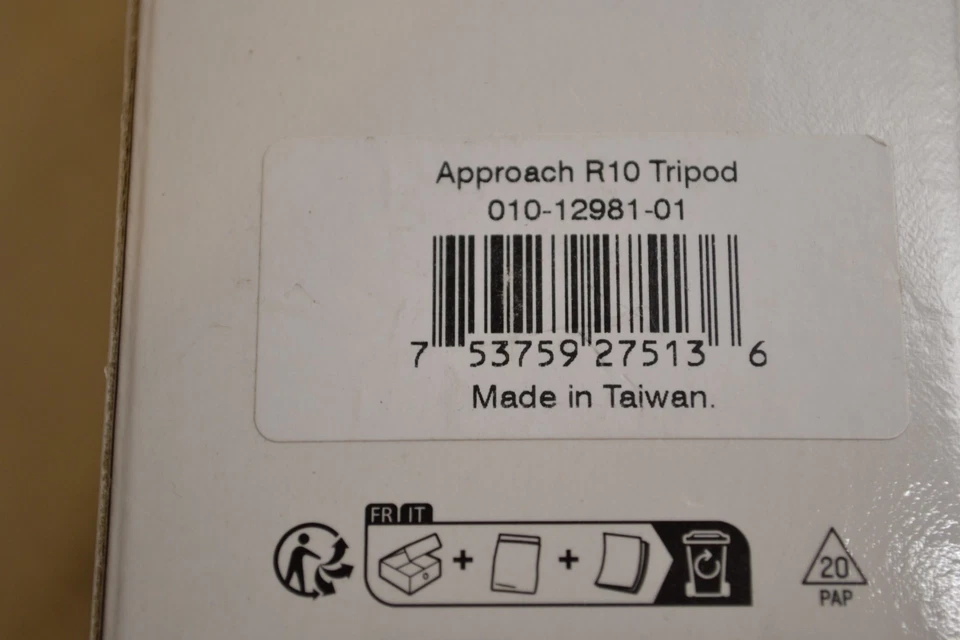 Approach R10 Tripod
010-12981-01
7 53759 27513 6
Made in Taiwan.
FR IT
+ +
20
PAP